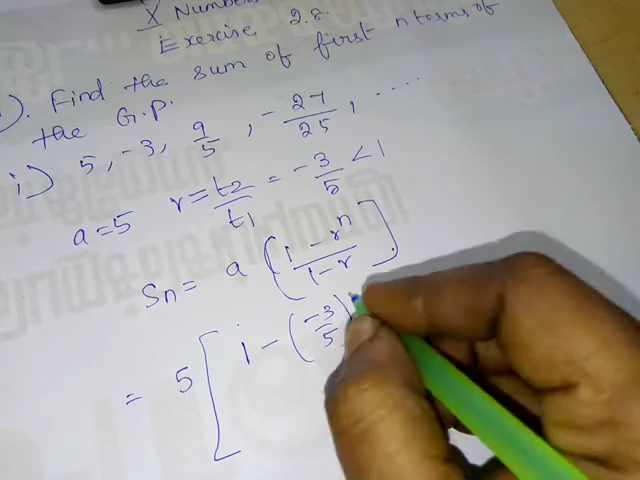 X Numbers
Exercise 2.8.
1). Find the sum of first n terms of
the G.P.
i) 5, -3, 9/5, -27/25, ....
a=5 r = t2/t1 = -3/5 < 1
Sn = a [ (1 - r^n)/(1 - r) ]
= 5 [ 1 - (-3/5)